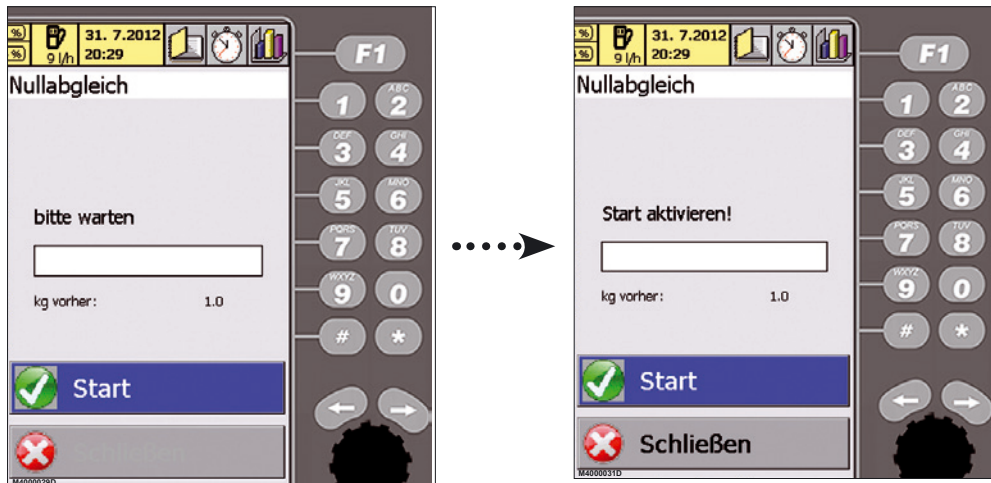 %
%
9 l/h
31. 7.2012
20:29
Nullabgleich
bitte warten
kg vorher: 1.0
Start
Schließen
M4000029D
F1
1
ABC
2
DEF
3
GHI
4
JKL
5
MNO
6
PQRS
7
TUV
8
WXYZ
9
0
#
*
%
%
9 l/h
31. 7.2012
20:29
Nullabgleich
Start aktivieren!
kg vorher: 1.0
Start
Schließen
M4000031D
F1
1
ABC
2
DEF
3
GHI
4
JKL
5
MNO
6
PQRS
7
TUV
8
WXYZ
9
0
#
*